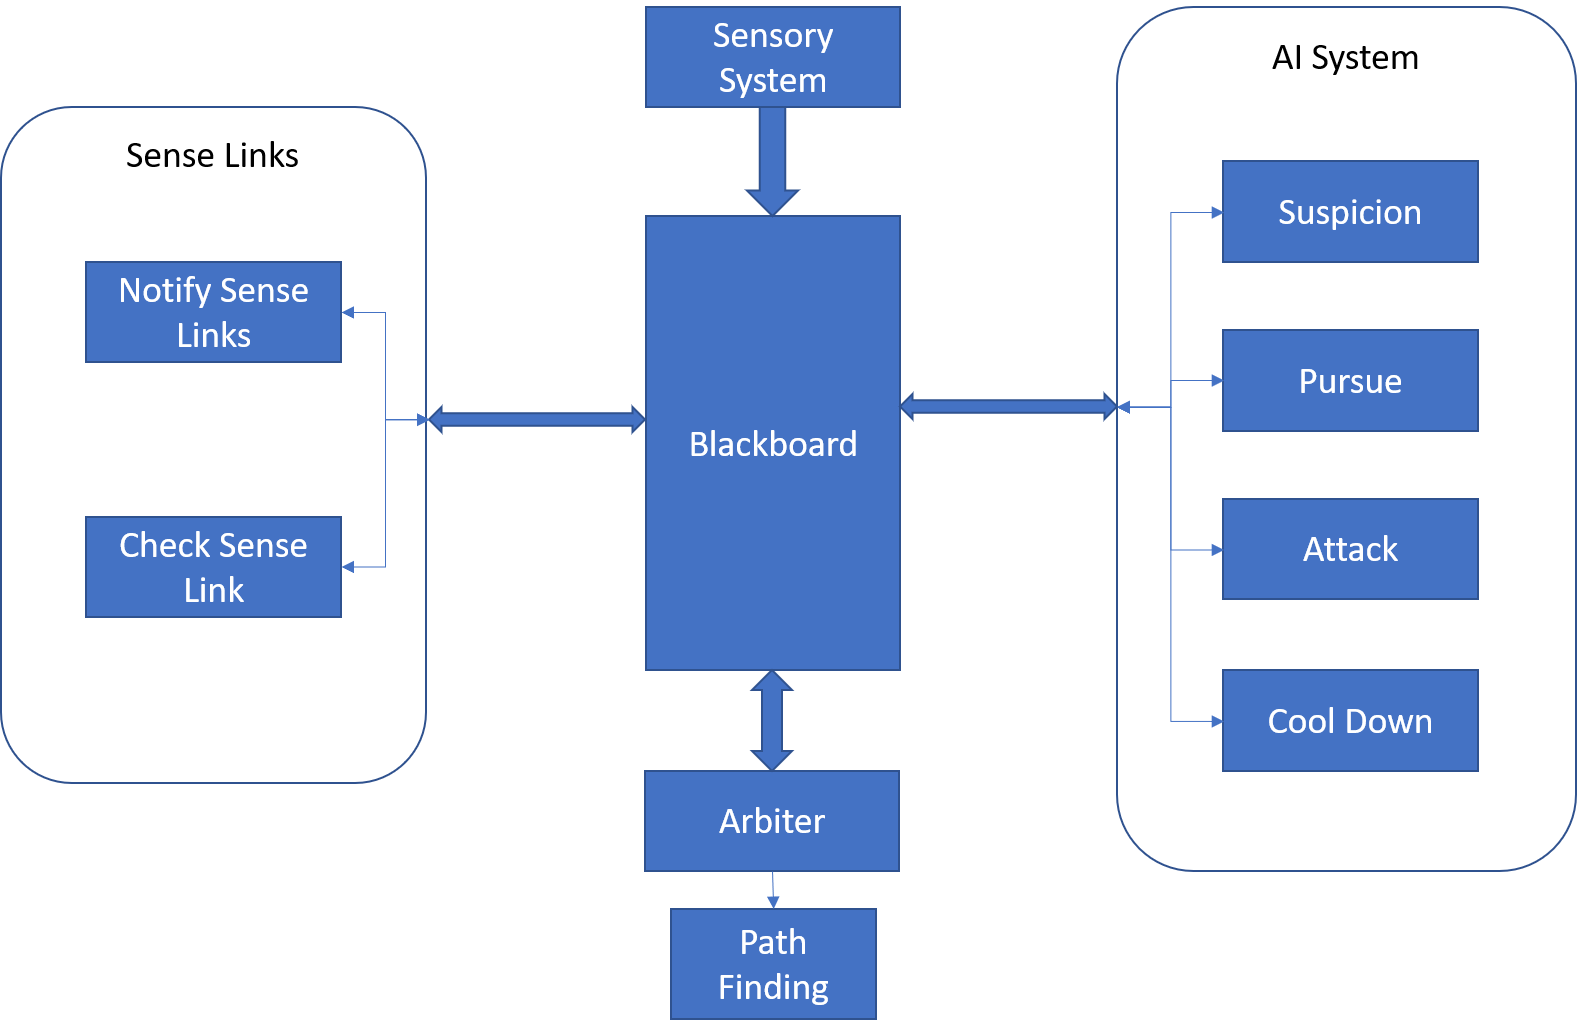 Sensory
System
AI System
Sense Links
Suspicion
Notify Sense
Links
Pursue
Blackboard
Check Sense
Link
Attack
Cool Down
Arbiter
Path
Finding